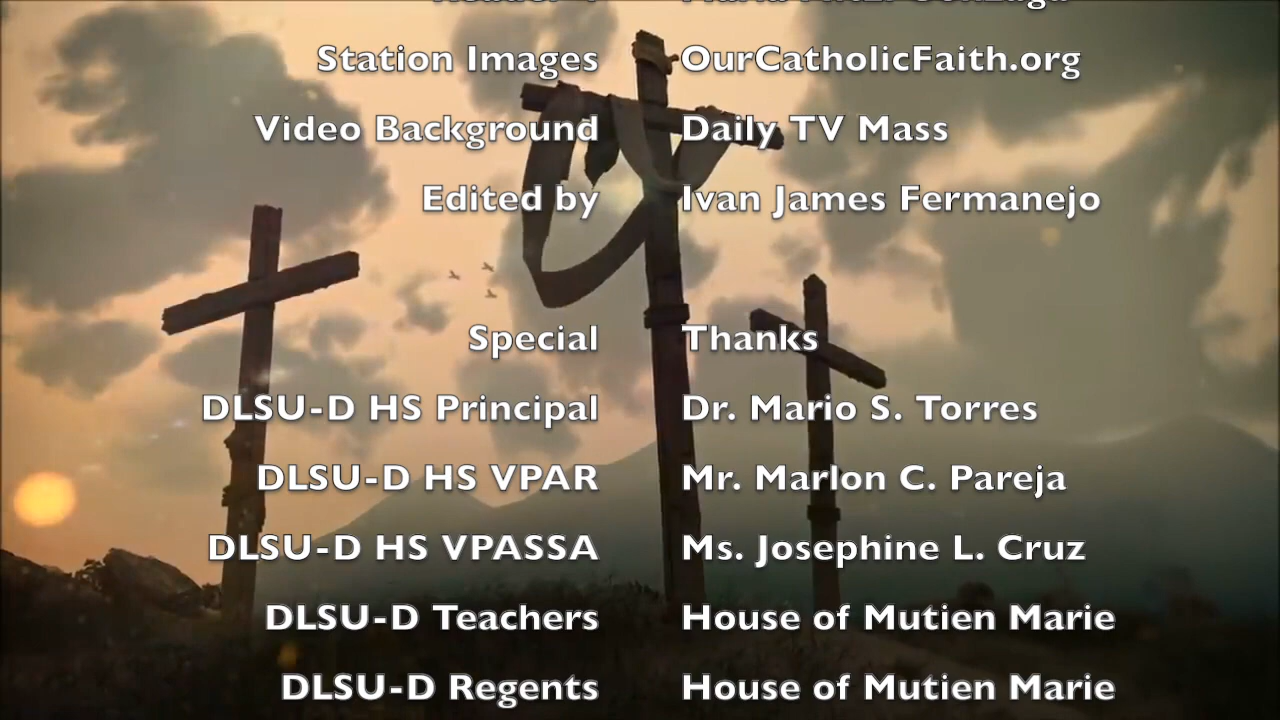 Station Images OurCatholicFaith.org
Video Background Daily TV Mass
Edited by Ivan James Fermanejo
Special Thanks
DLSU-D HS Principal Dr. Mario S. Torres
DLSU-D HS VPAR Mr. Marlon C. Pareja
DLSU-D HS VPASSA Ms. Josephine L. Cruz
DLSU-D Teachers House of Mutien Marie
DLSU-D Regents House of Mutien Marie